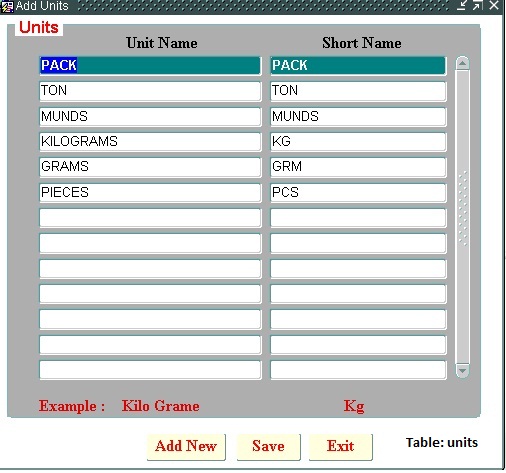 Add Units
Units
Unit Name Short Name
PACK PACK
TON TON
MUNDS MUNDS
KILOGRAMS KG
GRAMS GRM
PIECES PCS
Example : Kilo Grame Kg
Add New Save Exit Table: units